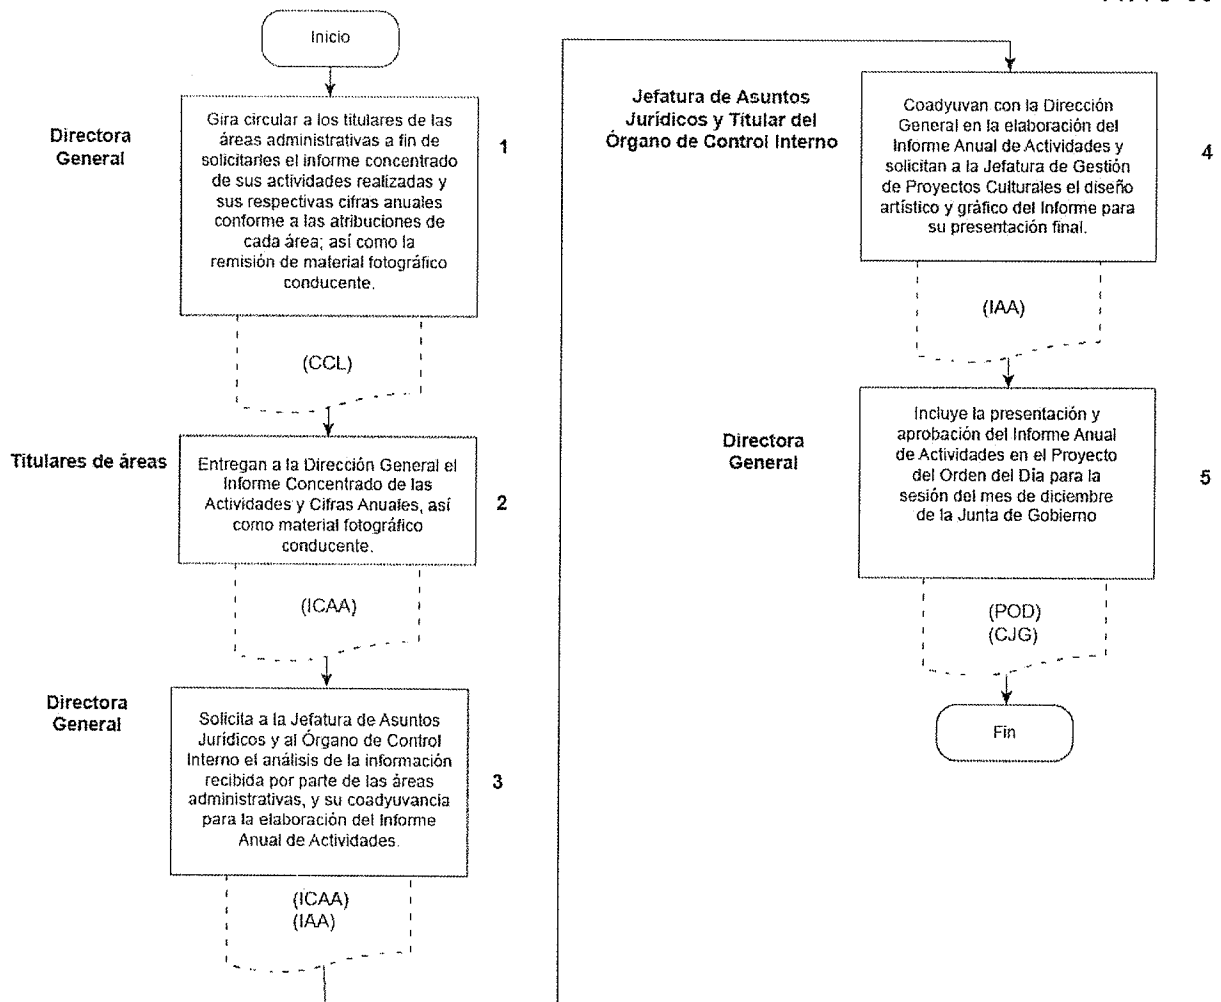 Inicio
Directora
General
Gira circular a los titulares de las
áreas administrativas a fin de
solicitarles el informe concentrado
de sus actividades realizadas y
sus respectivas cifras anuales
conforme a las atribuciones de
cada área; así como la
remisión de material fotográfico
conducente.
1
(CCL)
Titulares de áreas
Entregan a la Dirección General el
Informe Concentrado de las
Actividades y Cifras Anuales, así
como material fotográfico
conducente.
2
(ICAA)
Directora
General
Solicita a la Jefatura de Asuntos
Jurídicos y al Órgano de Control
Interno el análisis de la información
recibida por parte de las áreas
administrativas, y su coadyuvancia
para la elaboración del Informe
Anual de Actividades.
3
(ICAA)
(IAA)
Jefatura de Asuntos
Jurídicos y Titular del
Órgano de Control Interno
Coadyuvan con la Dirección
General en la elaboración del
Informe Anual de Actividades y
solicitan a la Jefatura de Gestión
de Proyectos Culturales el diseño
artístico y gráfico del Informe para
su presentación final.
4
(IAA)
Directora
General
Incluye la presentación y
aprobación del Informe Anual
de Actividades en el Proyecto
del Orden del Día para la
sesión del mes de diciembre
de la Junta de Gobierno
5
(POD)
(CJG)
Fin